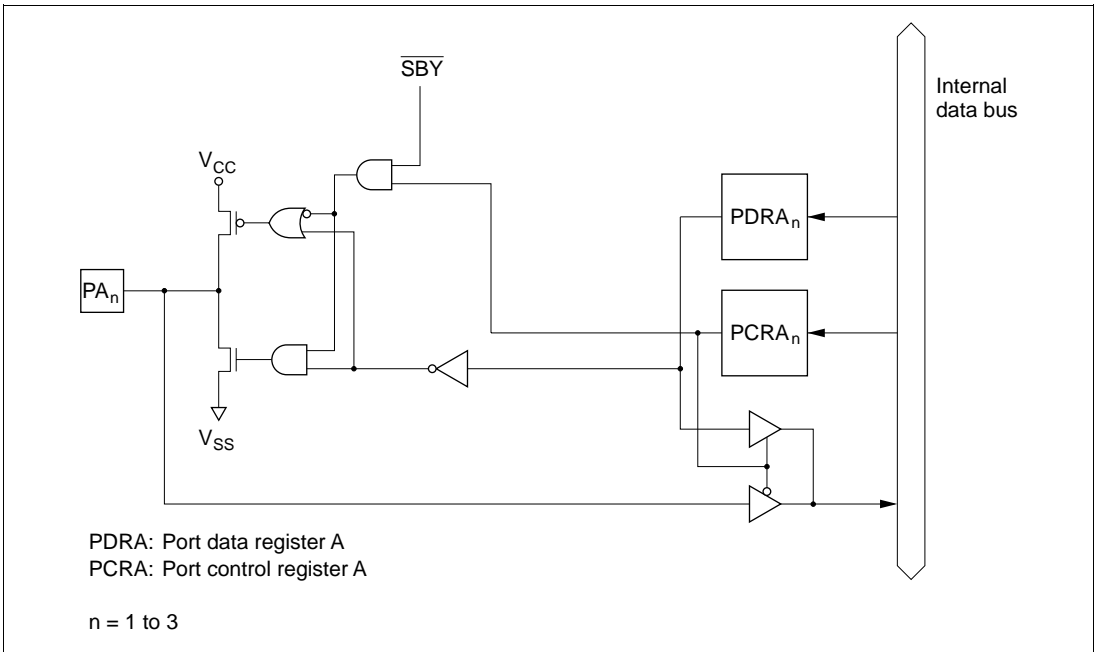 SBY
Internal
data bus
VCC
PDRAn
PAn
PCRAn
VSS
PDRA: Port data register A
PCRA: Port control register A
n = 1 to 3